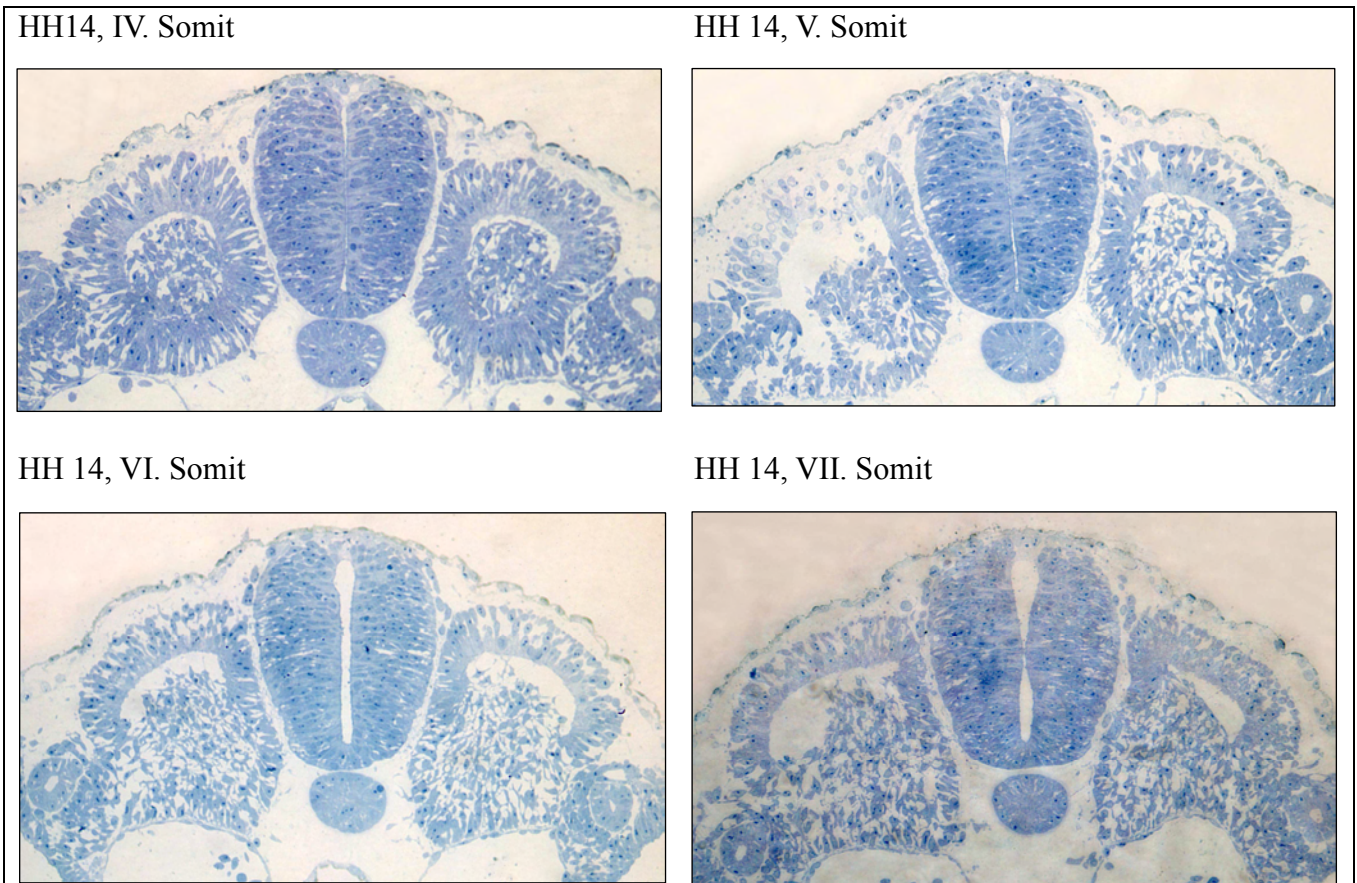 HH14, IV. Somit
HH 14, V. Somit
HH 14, VI. Somit
HH 14, VII. Somit